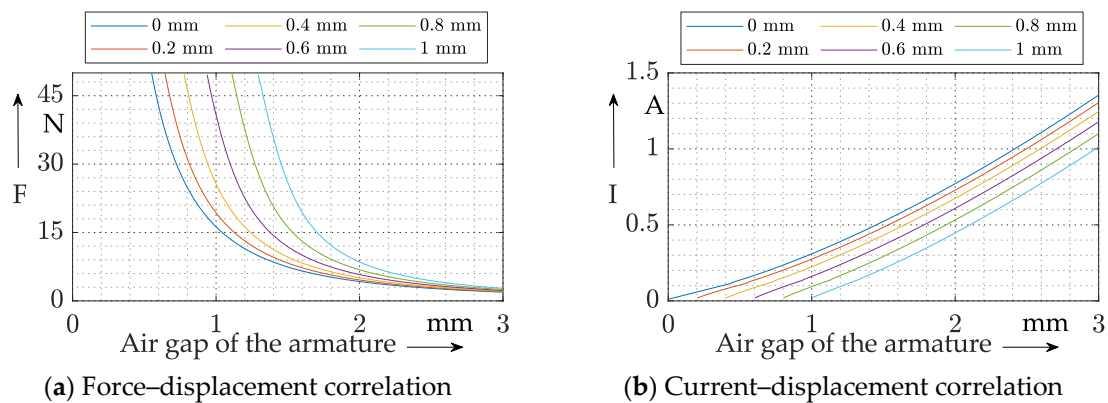 0 mm 0.4 mm 0.8 mm
0.2 mm 0.6 mm 1 mm
45
N
30
F
15
0
0 1 2 mm 3
Air gap of the armature
(a) Force–displacement correlation
0 mm 0.4 mm 0.8 mm
0.2 mm 0.6 mm 1 mm
1.5
A
1
I
0.5
0
0 1 2 mm 3
Air gap of the armature
(b) Current–displacement correlation